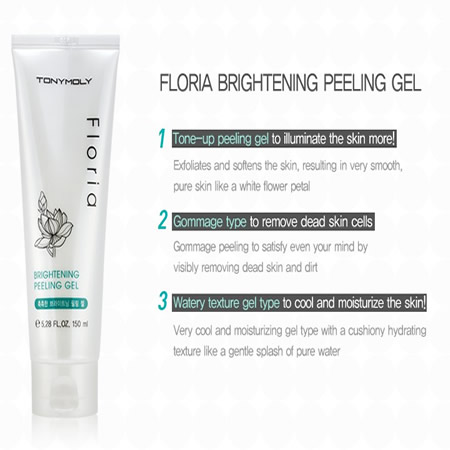 TONYMOLY
Floria
BRIGHTENING
PEELING GEL
e 5.28 FL.OZ. 150 ml
FLORIA BRIGHTENING PEELING GEL
1 Tone-up peeling gel to illuminate the skin more!
Exfoliates and softens the skin, resulting in very smooth,
pure skin like a white flower petal
2 Gommage type to remove dead skin cells
Gommage peeling to satisfy even your mind by
visibly removing dead skin and dirt
3 Watery texture gel type to cool and moisturize the skin!
Very cool and moisturizing gel type with a cushiony hydrating
texture like a gentle splash of pure water